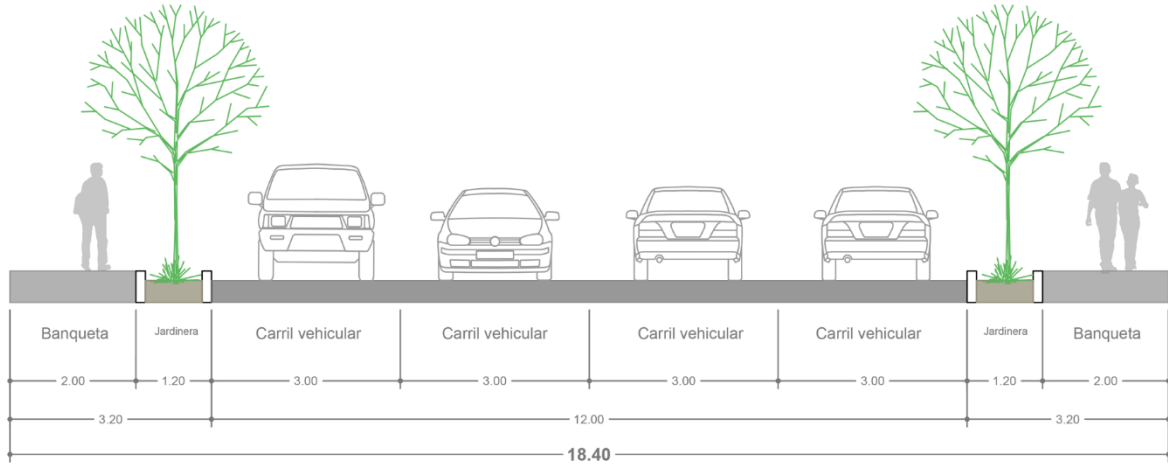 Banqueta Jardinera Carril vehicular Carril vehicular Carril vehicular Carril vehicular Jardinera Banqueta
2.00 1.20 3.00 3.00 3.00 3.00 1.20 2.00
3.20 12.00 3.20
18.40